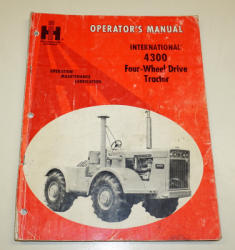 OPERATOR'S MANUAL
INTERNATIONAL
4300
Four-Wheel Drive
Tractor
OPERATION
MAINTENANCE
LUBRICATION